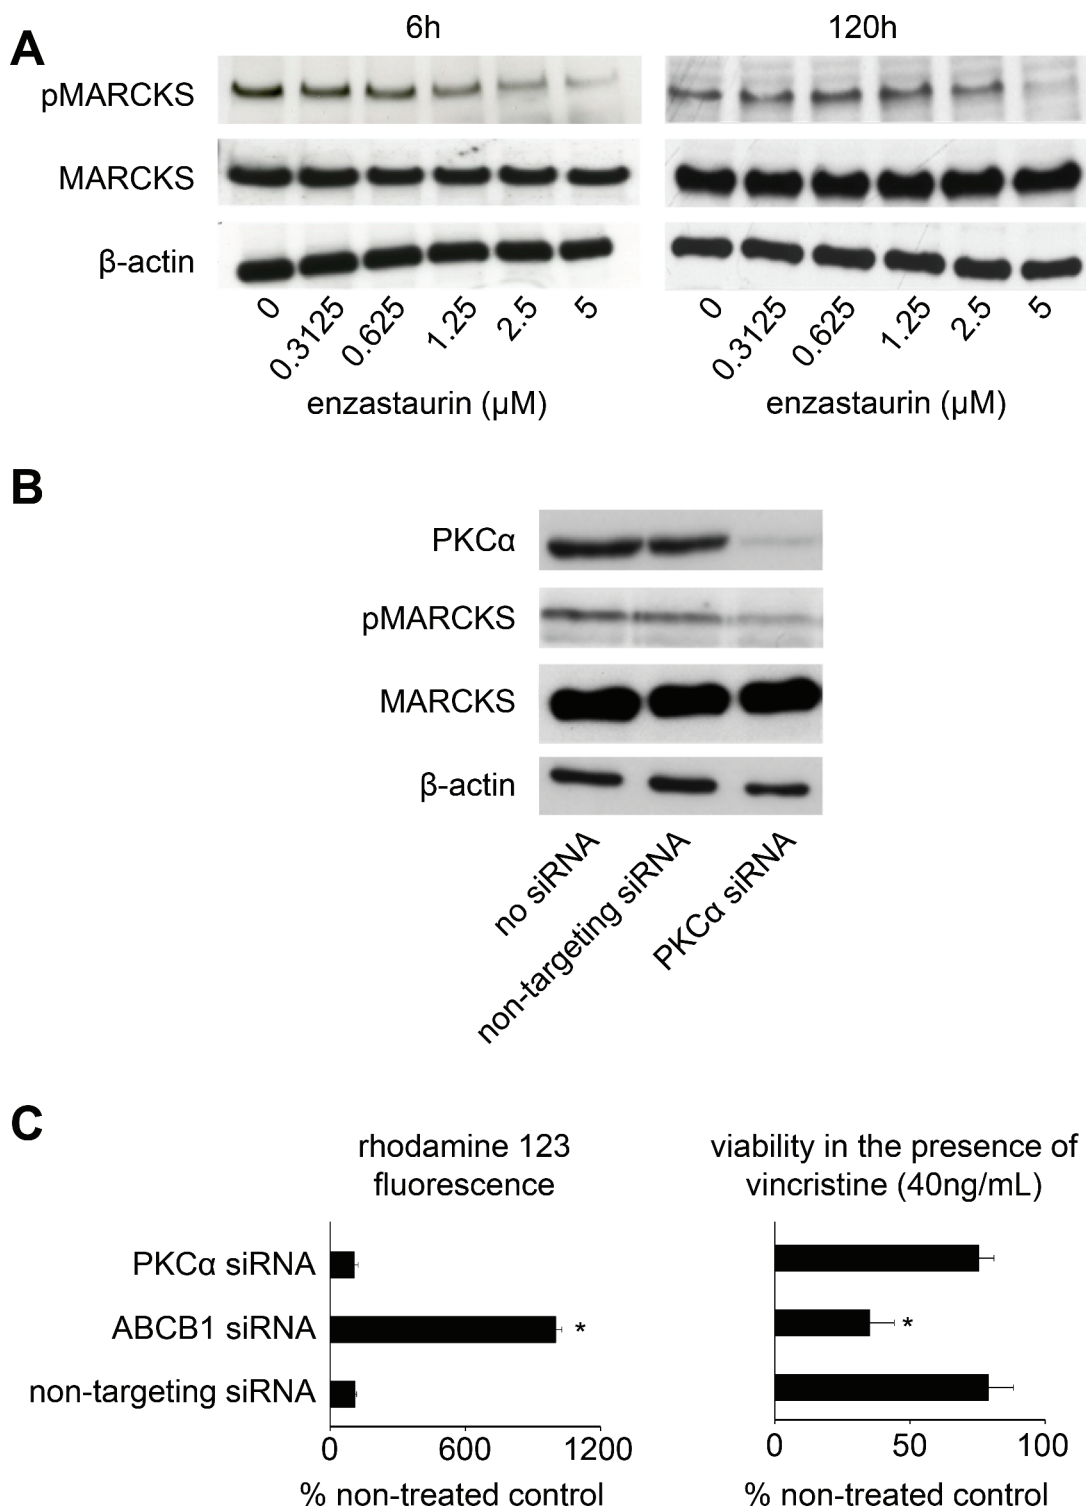 A
6h
120h
pMARCKS
MARCKS
β-actin
0
0.3125
0.625
1.25
2.5
5
0
0.3125
0.625
1.25
2.5
5
enzastaurin (µM)
enzastaurin (µM)
B
PKCα
pMARCKS
MARCKS
β-actin
no siRNA
non-targeting siRNA
PKCα siRNA
C
rhodamine 123
fluorescence
viability in the presence of
vincristine (40ng/mL)
PKCα siRNA
ABCB1 siRNA
*
*
non-targeting siRNA
0
600
1200
0
50
100
% non-treated control
% non-treated control